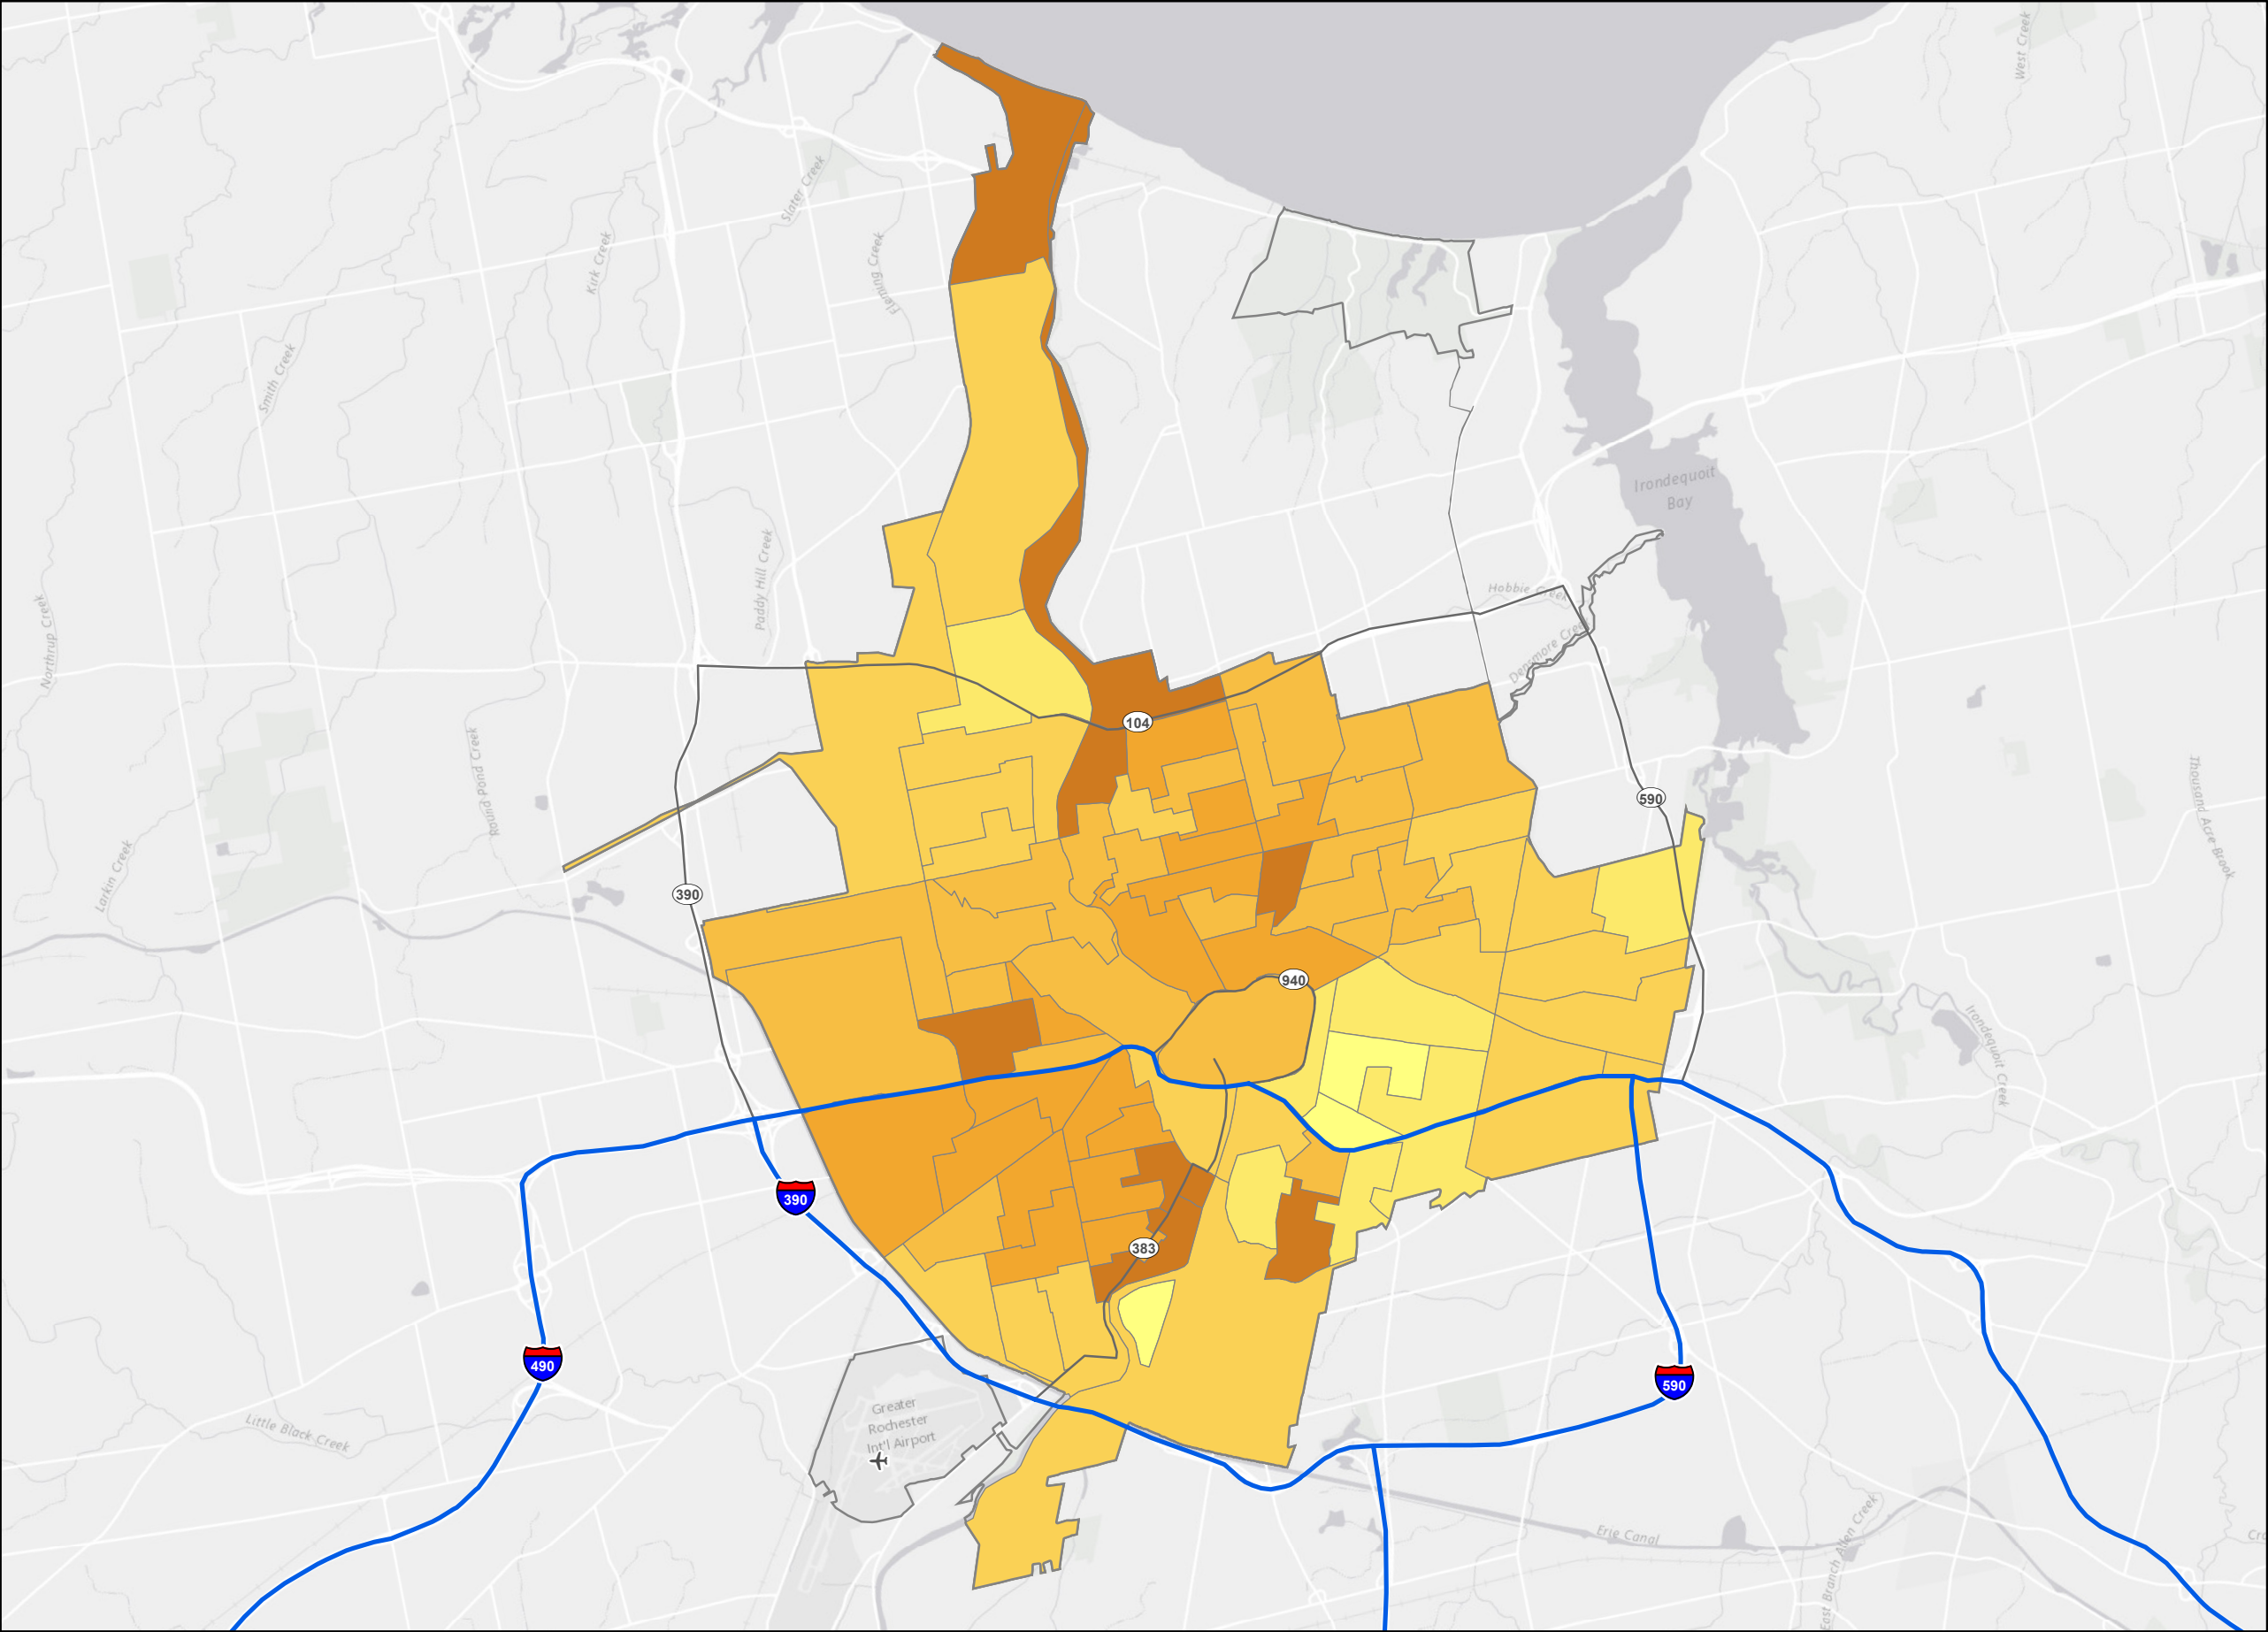 West Creek
Slater Creek
Kirk Creek
Fleming Creek
Smith Creek
Irondequoit
Bay
Paddy Hill Creek
Hobbie Creek
Northrup Creek
Densmore Creek
104
Round Pond Creek
590
Thousand Acre Brook
Larkin Creek
390
940
Irondequoit Creek
390
383
490
590
Greater
Rochester
Int'l Airport
Little Black Creek
Erie Canal
East Branch Allen Creek